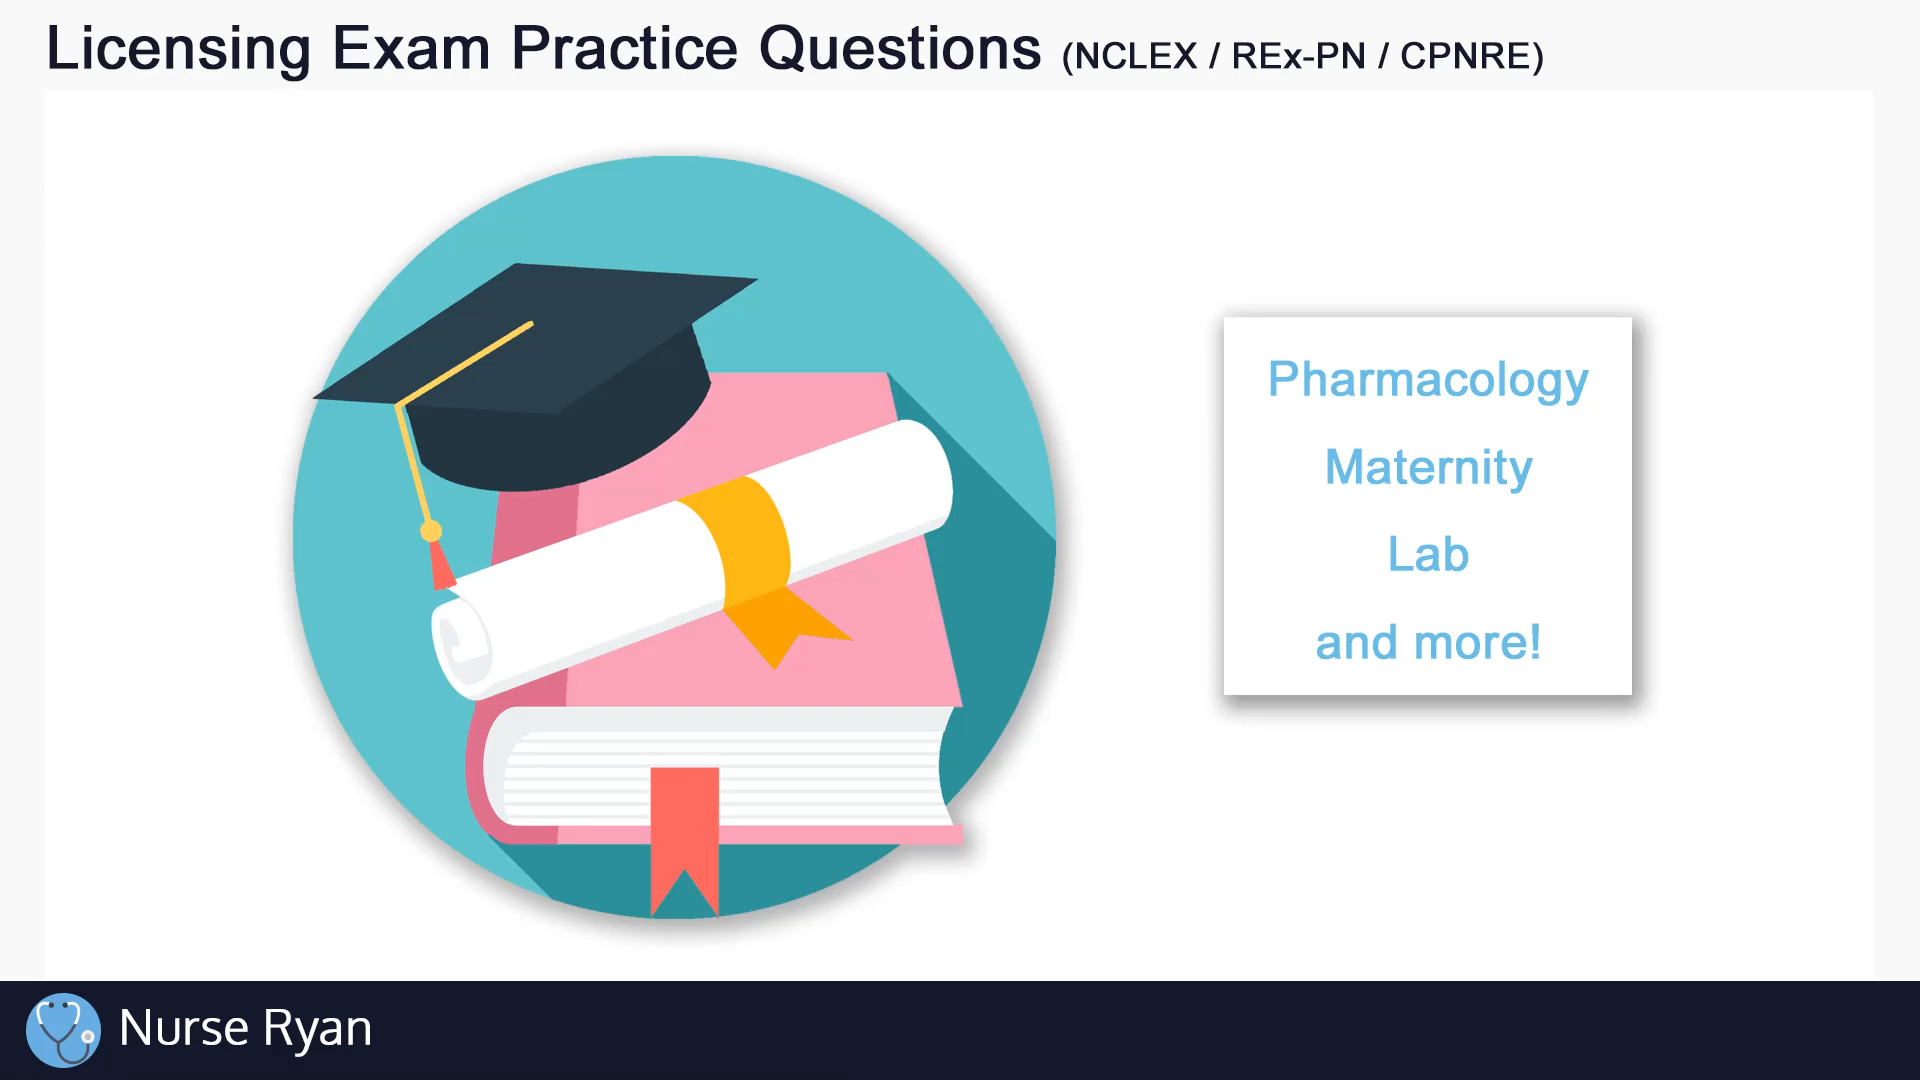 Licensing Exam Practice Questions (NCLEX / REx-PN / CPNRE)
Pharmacology
Maternity
Lab
and more!
Nurse Ryan